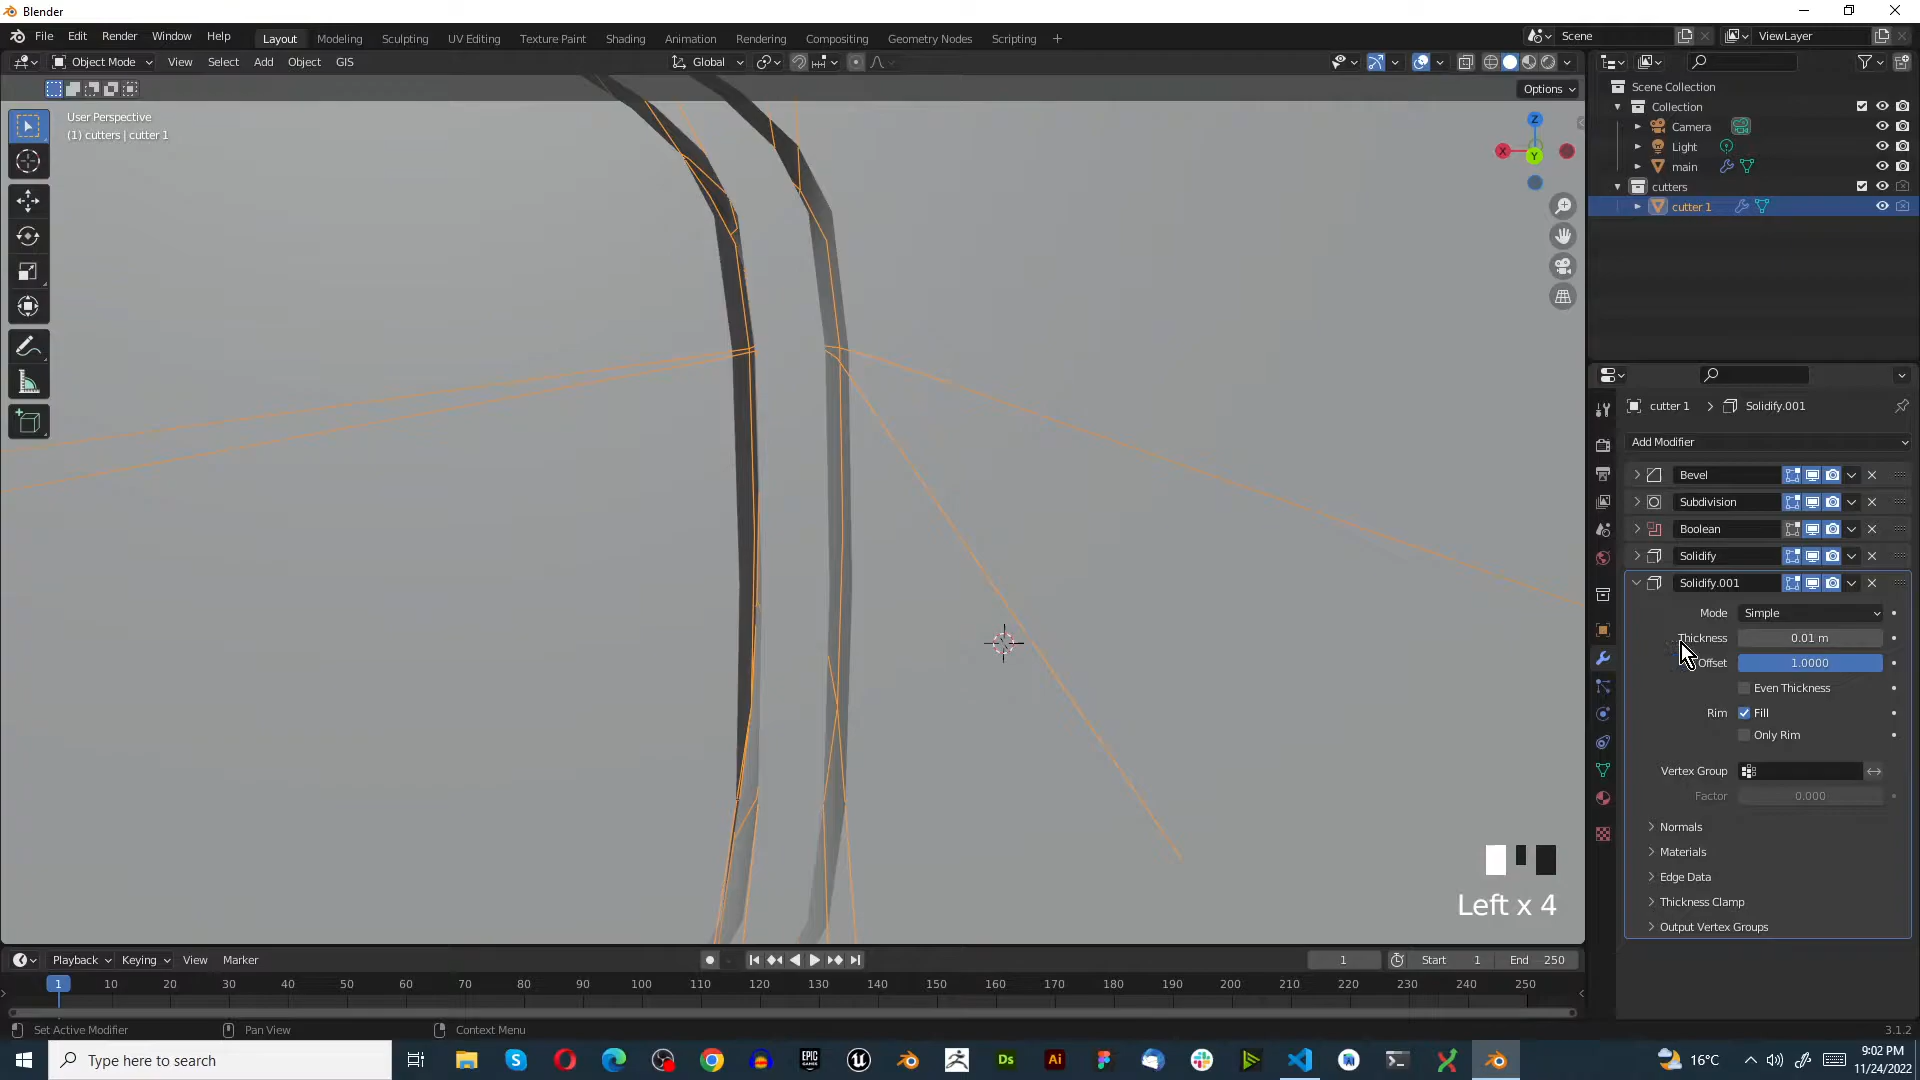 Blender
File Edit Render Window Help
Layout Modeling Sculpting UV Editing Texture Paint Shading Animation Rendering Compositing Geometry Nodes Scripting +
Scene
ViewLayer
Object Mode View Select Add Object GIS
Global
Options
User Perspective
(1) cutters | cutter 1
Z
X
Y
Scene Collection
Collection
Camera
Light
main
cutters
cutter 1
cutter 1 > Solidify.001
Add Modifier
Bevel
Subdivision
Boolean
Solidify
Solidify.001
Mode Simple
Thickness 0.01 m
Offset 1.0000
Even Thickness
Rim Fill
Only Rim
Vertex Group
Factor 0.000
Normals
Materials
Edge Data
Thickness Clamp
Output Vertex Groups
Left x 4
Playback Keying View Marker
1 Start 1 End 250
1 10 20 30 40 50 60 70 80 90 100 110 120 130 140 150 160 170 180 190 200 210 220 230 240 250
Set Active Modifier Pan View Context Menu
3.1.2
Type here to search
EPIC GAMES
Ds
Ai
16°C
9:02 PM
11/24/2022